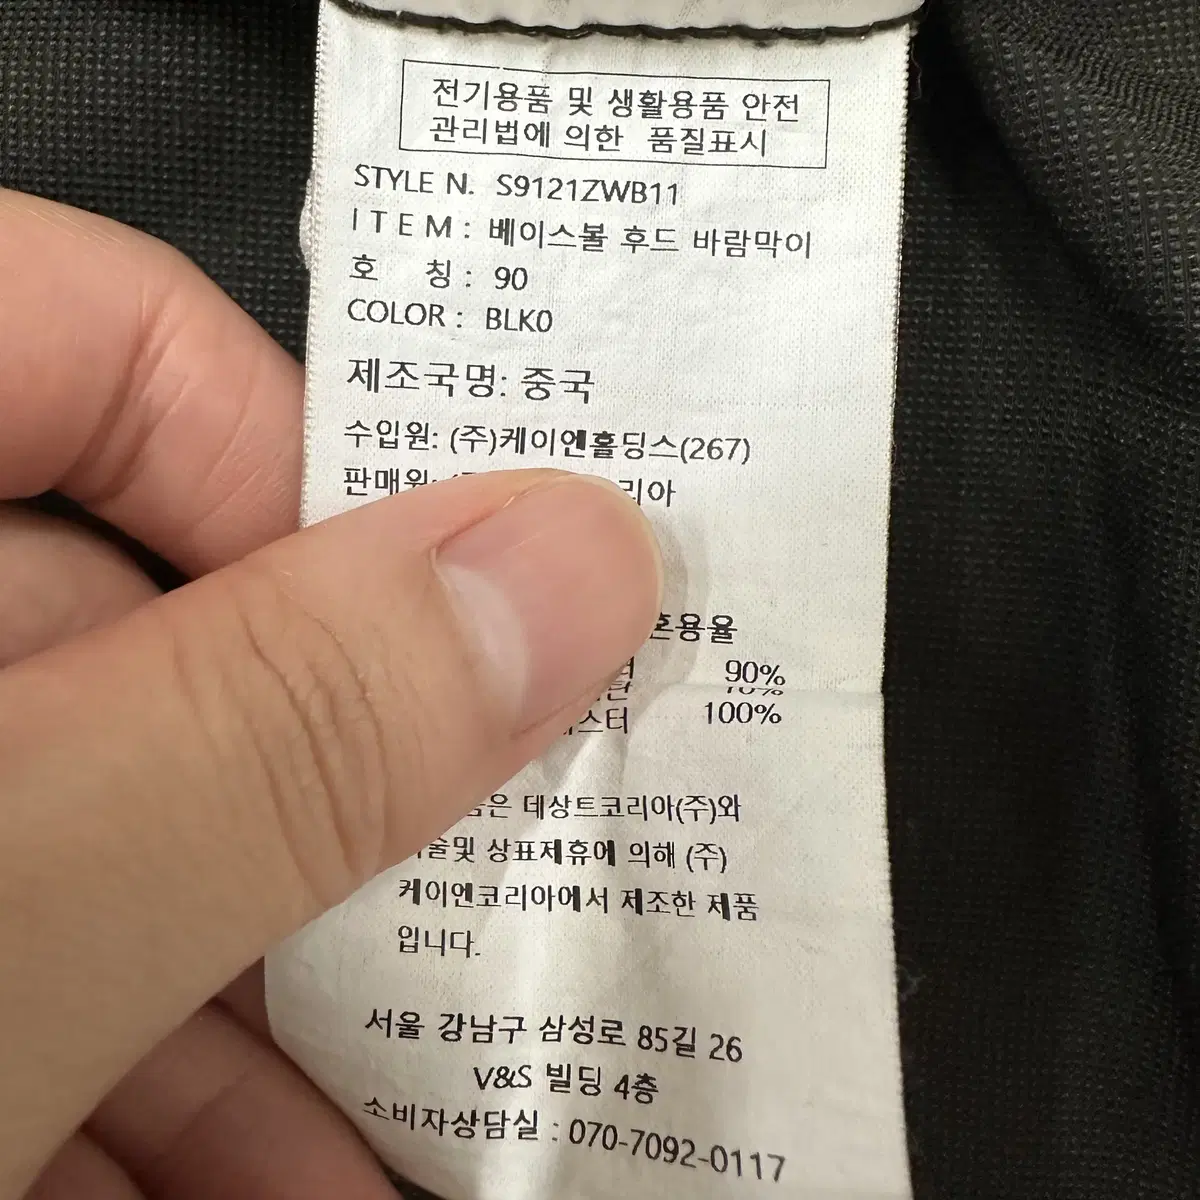 전기용품 및 생활용품 안전
관리법에 의한 품질표시
STYLE N. S9121ZWB11
ITEM : 베이스볼 후드 바람막이
호 칭 : 90
COLOR : BLK0
제조국명: 중국
수입원: (주)케이엔홀딩스(267)
판매원:
혼용율
90%
10%
100%
데상트코리아(주)와
상표제휴에 의해 (주)
케이엔코리아에서 제조한 제품
입니다.
서울 강남구 삼성로 85길 26
V&S 빌딩 4층
소비자상담실 : 070-7092-0117